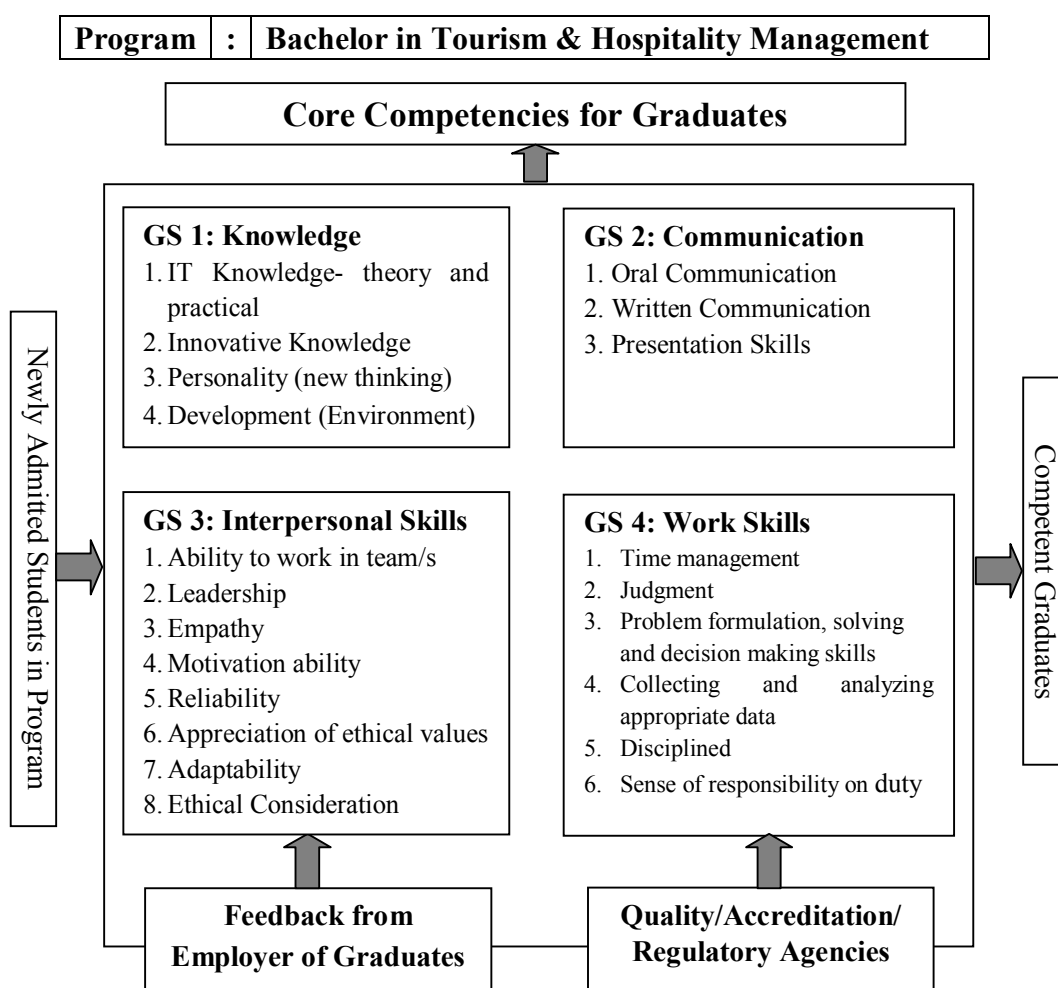 Program : Bachelor in Tourism & Hospitality Management
Core Competencies for Graduates
Newly Admitted Students in Program
GS 1: Knowledge
1. IT Knowledge- theory and
practical
2. Innovative Knowledge
3. Personality (new thinking)
4. Development (Environment)
GS 2: Communication
1. Oral Communication
2. Written Communication
3. Presentation Skills
GS 3: Interpersonal Skills
1. Ability to work in team/s
2. Leadership
3. Empathy
4. Motivation ability
5. Reliability
6. Appreciation of ethical values
7. Adaptability
8. Ethical Consideration
GS 4: Work Skills
1. Time management
2. Judgment
3. Problem formulation, solving
and decision making skills
4. Collecting and analyzing
appropriate data
5. Disciplined
6. Sense of responsibility on duty
Competent Graduates
Feedback from
Employer of Graduates
Quality/Accreditation/
Regulatory Agencies